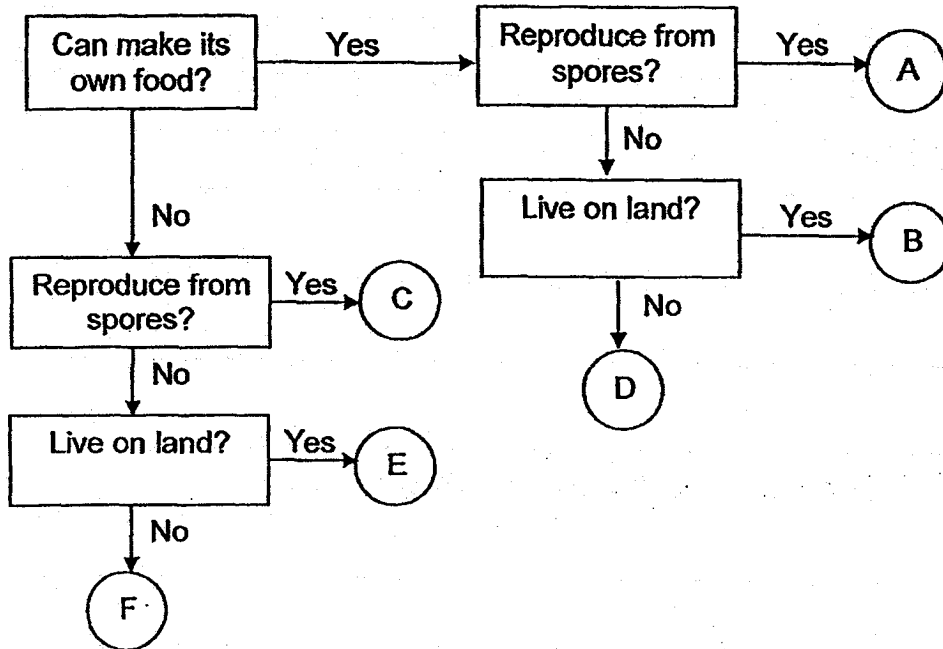 Can make its
own food?
Yes
Reproduce from
spores?
Yes
A
No
Live on land?
Yes
B
No
D
No
Reproduce from
spores?
Yes
C
No
Live on land?
Yes
E
No
F